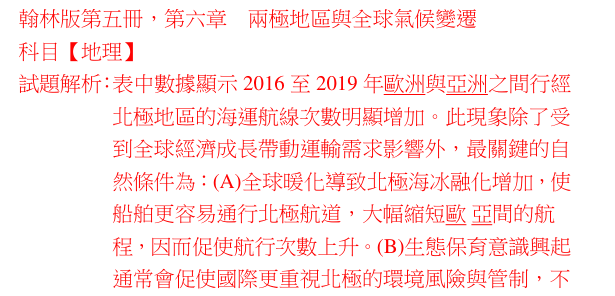 翰林版第五冊，第六章　兩極地區與全球氣候變遷
科目【地理】
試題解析：表中數據顯示 2016 至 2019 年歐洲與亞洲之間行經
北極地區的海運航線次數明顯增加。此現象除了受
到全球經濟成長帶動運輸需求影響外，最關鍵的自
然條件為：(A)全球暖化導致北極海冰融化增加，使
船舶更容易通行北極航道，大幅縮短歐 亞間的航
程，因而促使航行次數上升。(B)生態保育意識興起
通常會促使國際更重視北極的環境風險與管制，不